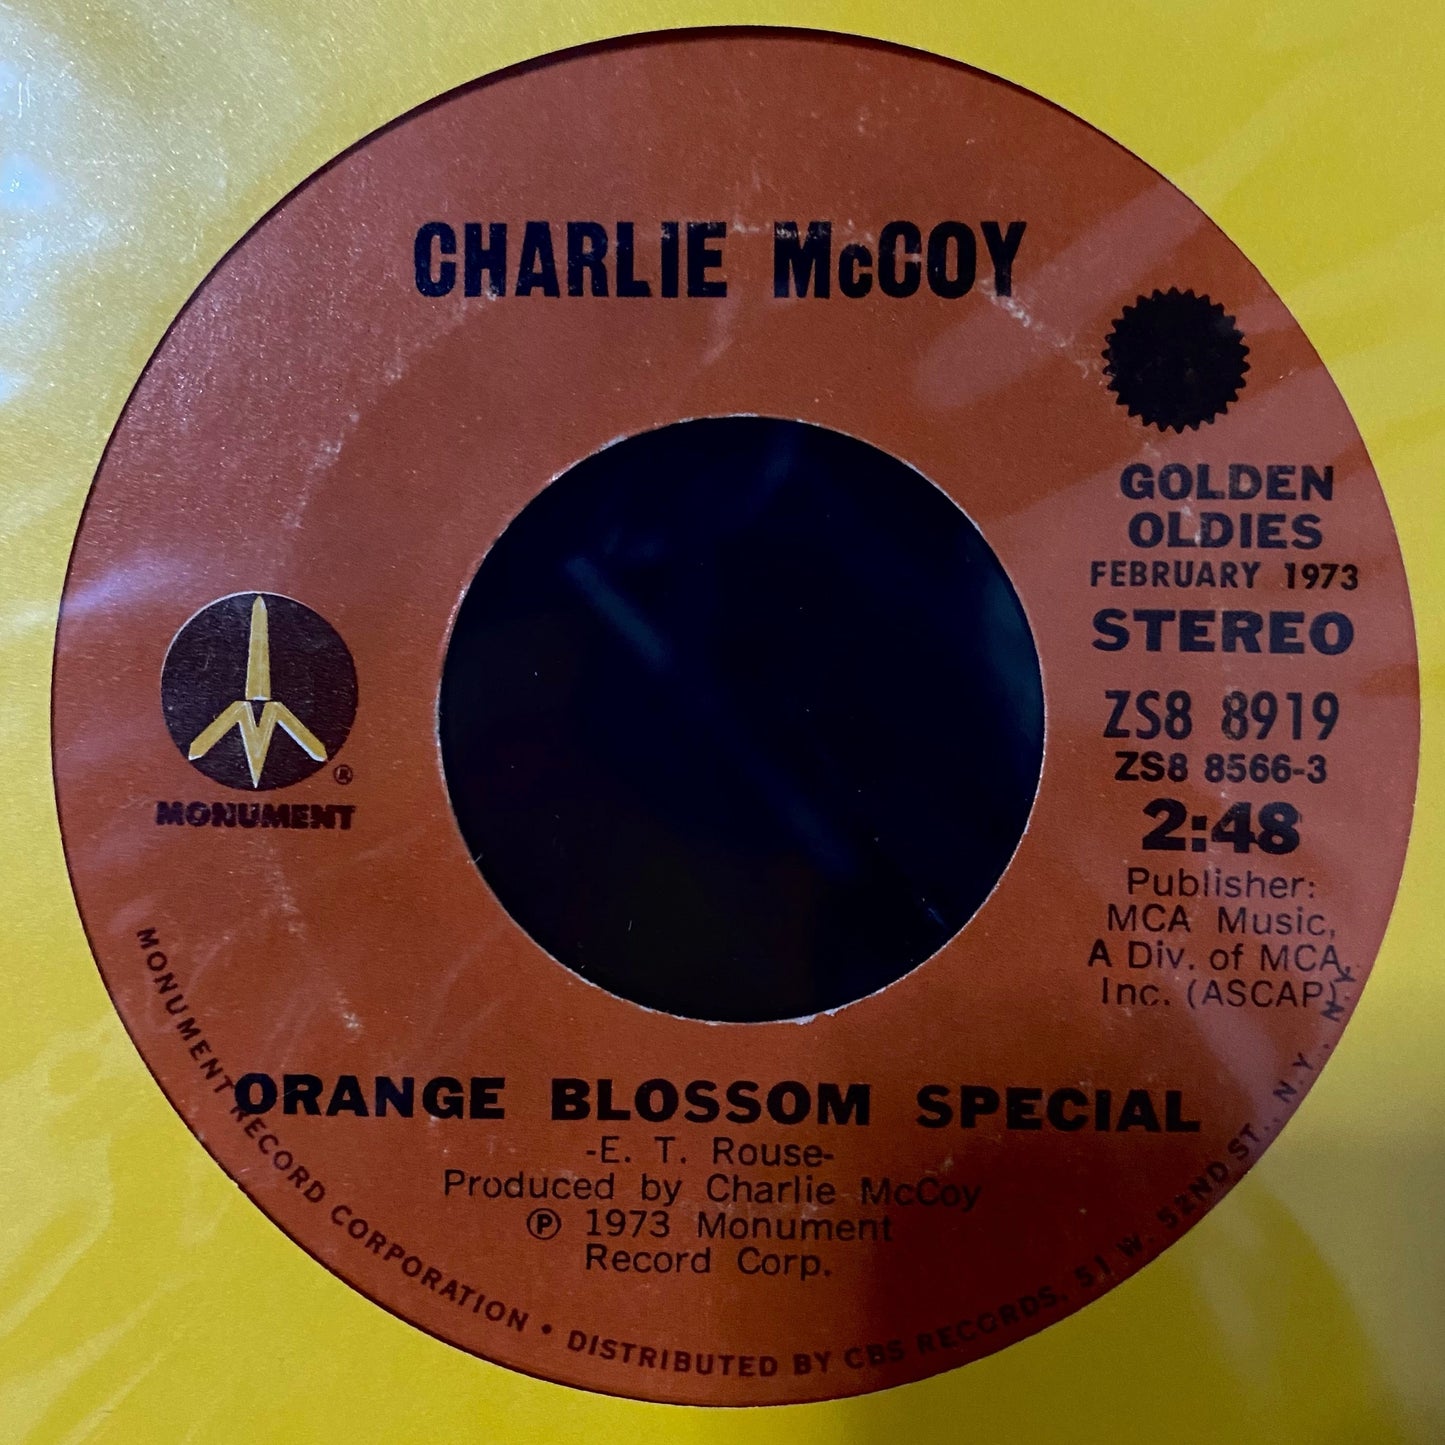 CHARLIE McCOY
GOLDEN
OLDIES
FEBRUARY 1973
STEREO
ZS8 8919
ZS8 8566-3
2:48
Publisher:
MCA Music,
A Div. of MCA,
Inc. (ASCAP)
®
MONUMENT
ORANGE BLOSSOM SPECIAL
-E. T. Rouse-
Produced by Charlie McCoy
℗ 1973 Monument
Record Corp.
MONUMENT RECORD CORPORATION • DISTRIBUTED BY CBS RECORDS, 51 W. 52ND ST., N.Y., N.Y.